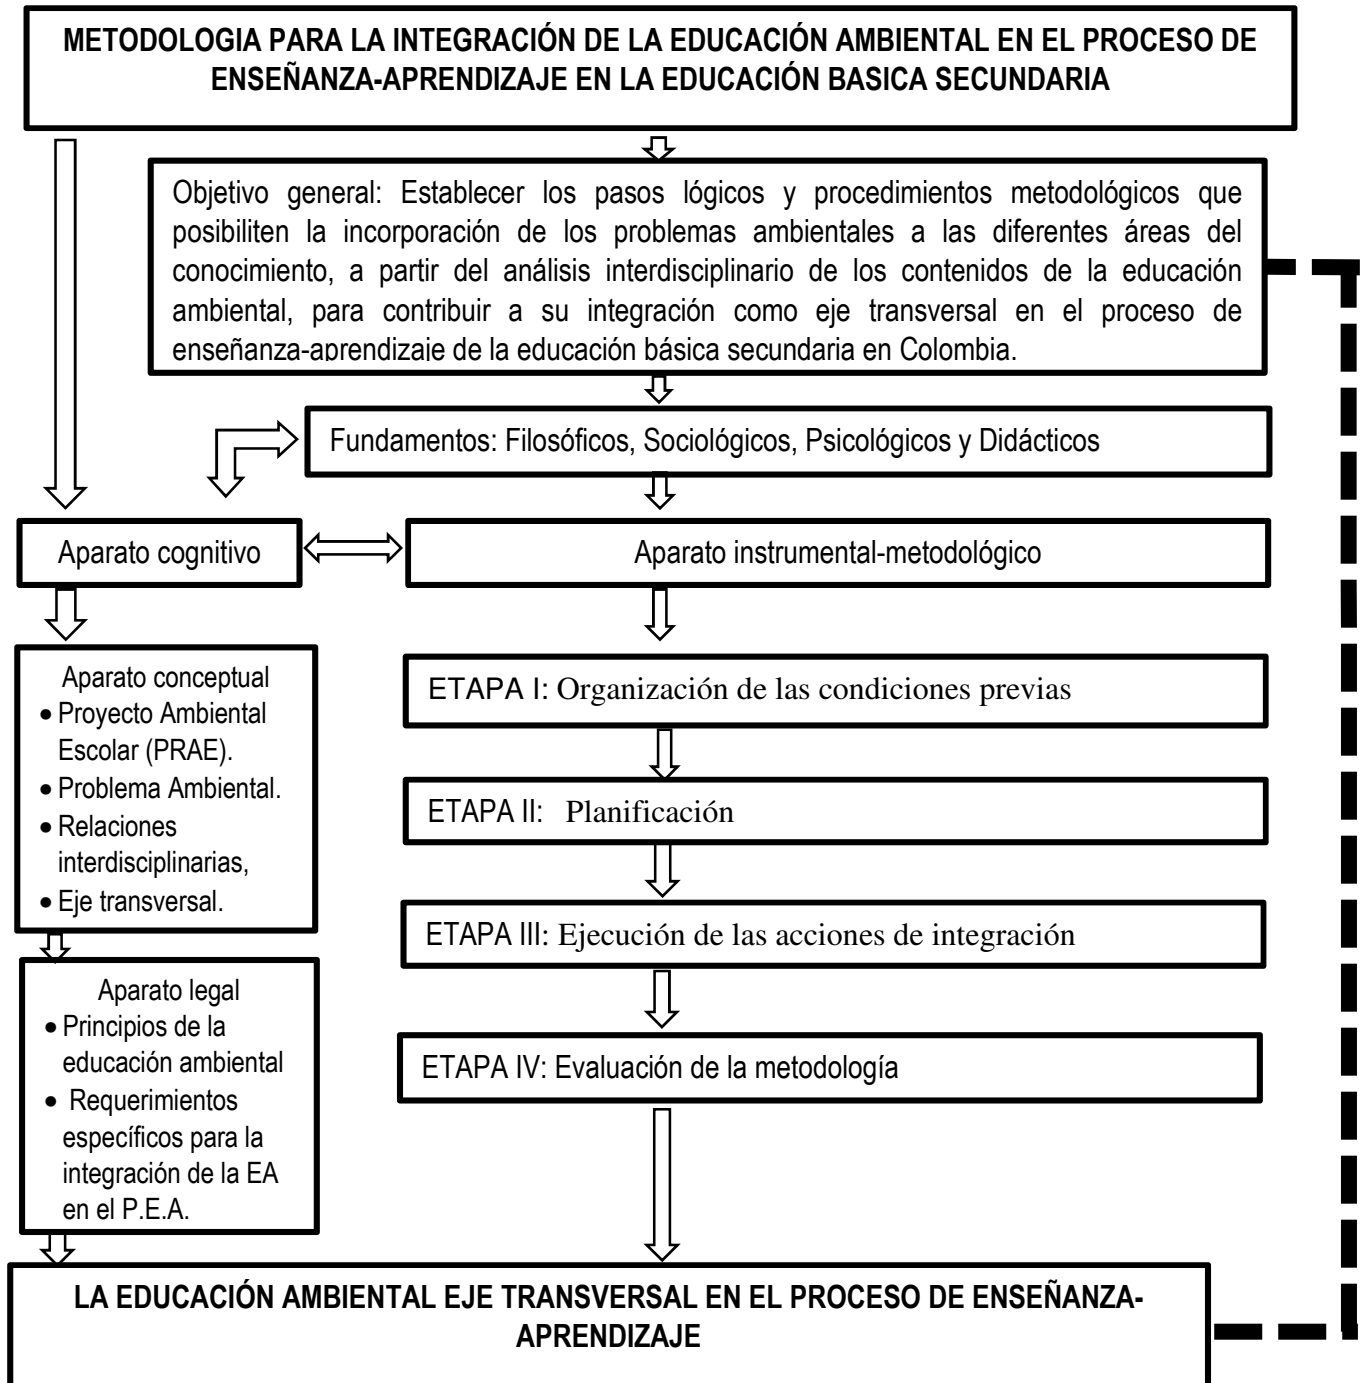 METODOLOGIA PARA LA INTEGRACIÓN DE LA EDUCACIÓN AMBIENTAL EN EL PROCESO DE
ENSEÑANZA-APRENDIZAJE EN LA EDUCACIÓN BASICA SECUNDARIA
Objetivo general: Establecer los pasos lógicos y procedimientos metodológicos que
posibiliten la incorporación de los problemas ambientales a las diferentes áreas del
conocimiento, a partir del análisis interdisciplinario de los contenidos de la educación
ambiental, para contribuir a su integración como eje transversal en el proceso de
enseñanza-aprendizaje de la educación básica secundaria en Colombia.
Fundamentos: Filosóficos, Sociológicos, Psicológicos y Didácticos
Aparato cognitivo
Aparato instrumental-metodológico
Aparato conceptual
• Proyecto Ambiental
Escolar (PRAE).
• Problema Ambiental.
• Relaciones
interdisciplinarias,
• Eje transversal.
Aparato legal
• Principios de la
educación ambiental
• Requerimientos
específicos para la
integración de la EA
en el P.E.A.
ETAPA I: Organización de las condiciones previas
ETAPA II: Planificación
ETAPA III: Ejecución de las acciones de integración
ETAPA IV: Evaluación de la metodología
LA EDUCACIÓN AMBIENTAL EJE TRANSVERSAL EN EL PROCESO DE ENSEÑANZA-
APRENDIZAJE